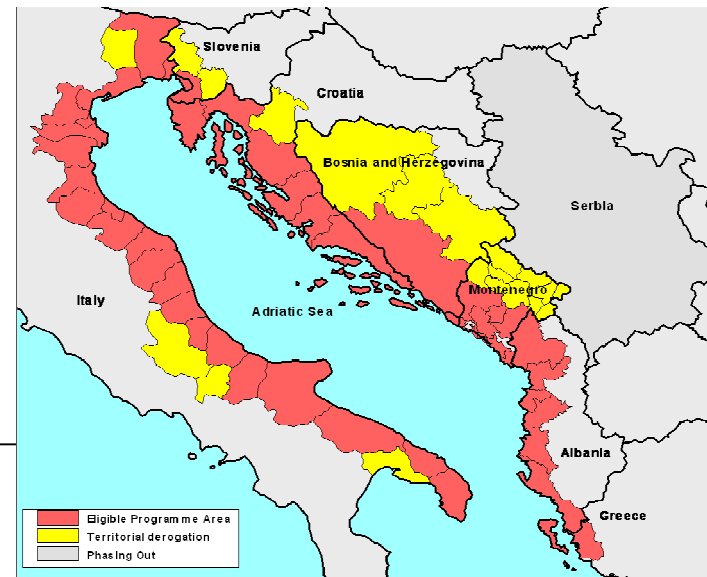 Slovenia
Croatia
Bosnia and Herzegovina
Serbia
Montenegro
Italy
Adriatic Sea
Albania
Greece
Eligible Programme Area
Territorial derogation
Phasing Out